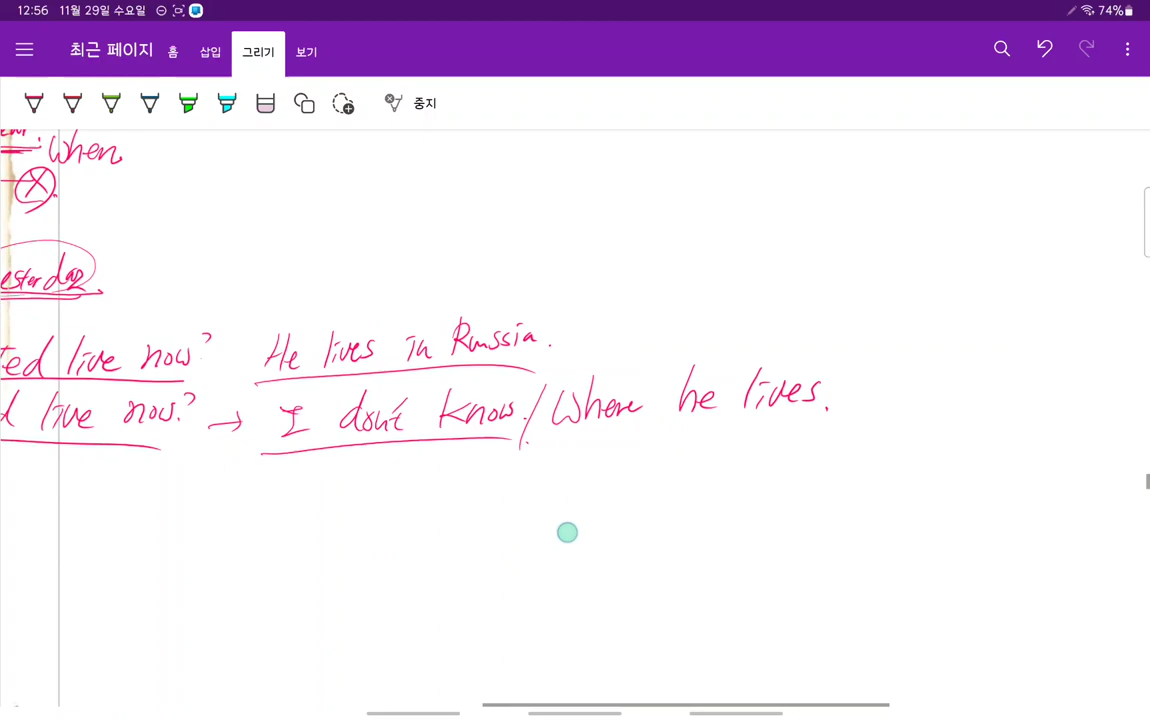 12:56 11월 29일 수요일 74%
최근 페이지 홈 삽입 그리기 보기
중지
: When
X.
esterday.
ted live now? He lives in Russia.
d live now? → I don't know. / Where he lives.